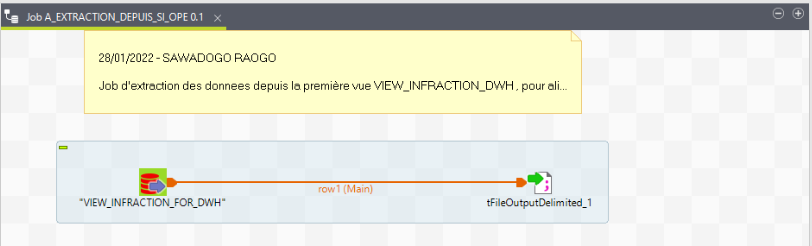 Job A_EXTRACTION_DEPUIS_SI_OPE 0.1
28/01/2022 - SAWADOGO RAOGO
Job d'extraction des donnees depuis la première vue VIEW_INFRACTION_DWH , pour ali...
row1 (Main)
"VIEW_INFRACTION_FOR_DWH"
tFileOutputDelimited_1